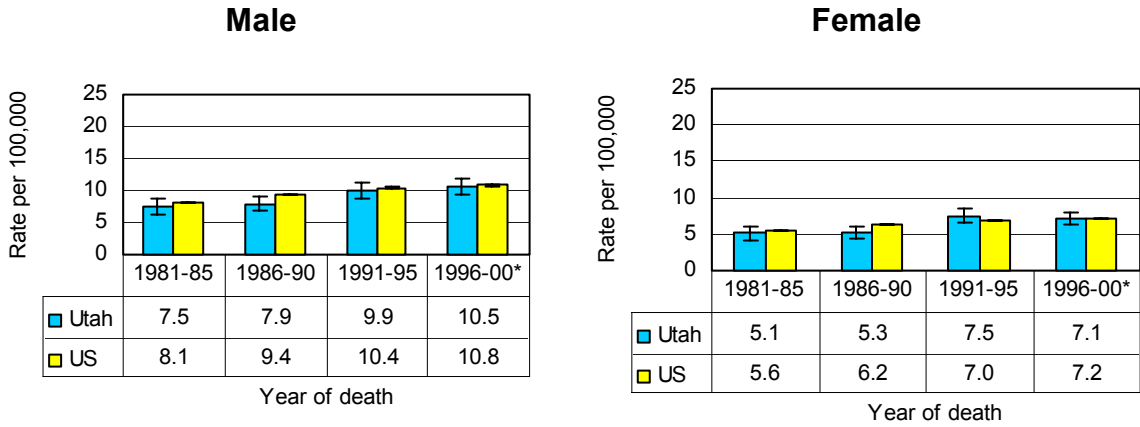 Male
Rate per 100,000
25
20
15
10
5
0
1981-85 1986-90 1991-95 1996-00*
Utah 7.5 7.9 9.9 10.5
US 8.1 9.4 10.4 10.8
Year of death
Female
Rate per 100,000
25
20
15
10
5
0
1981-85 1986-90 1991-95 1996-00*
Utah 5.1 5.3 7.5 7.1
US 5.6 6.2 7.0 7.2
Year of death